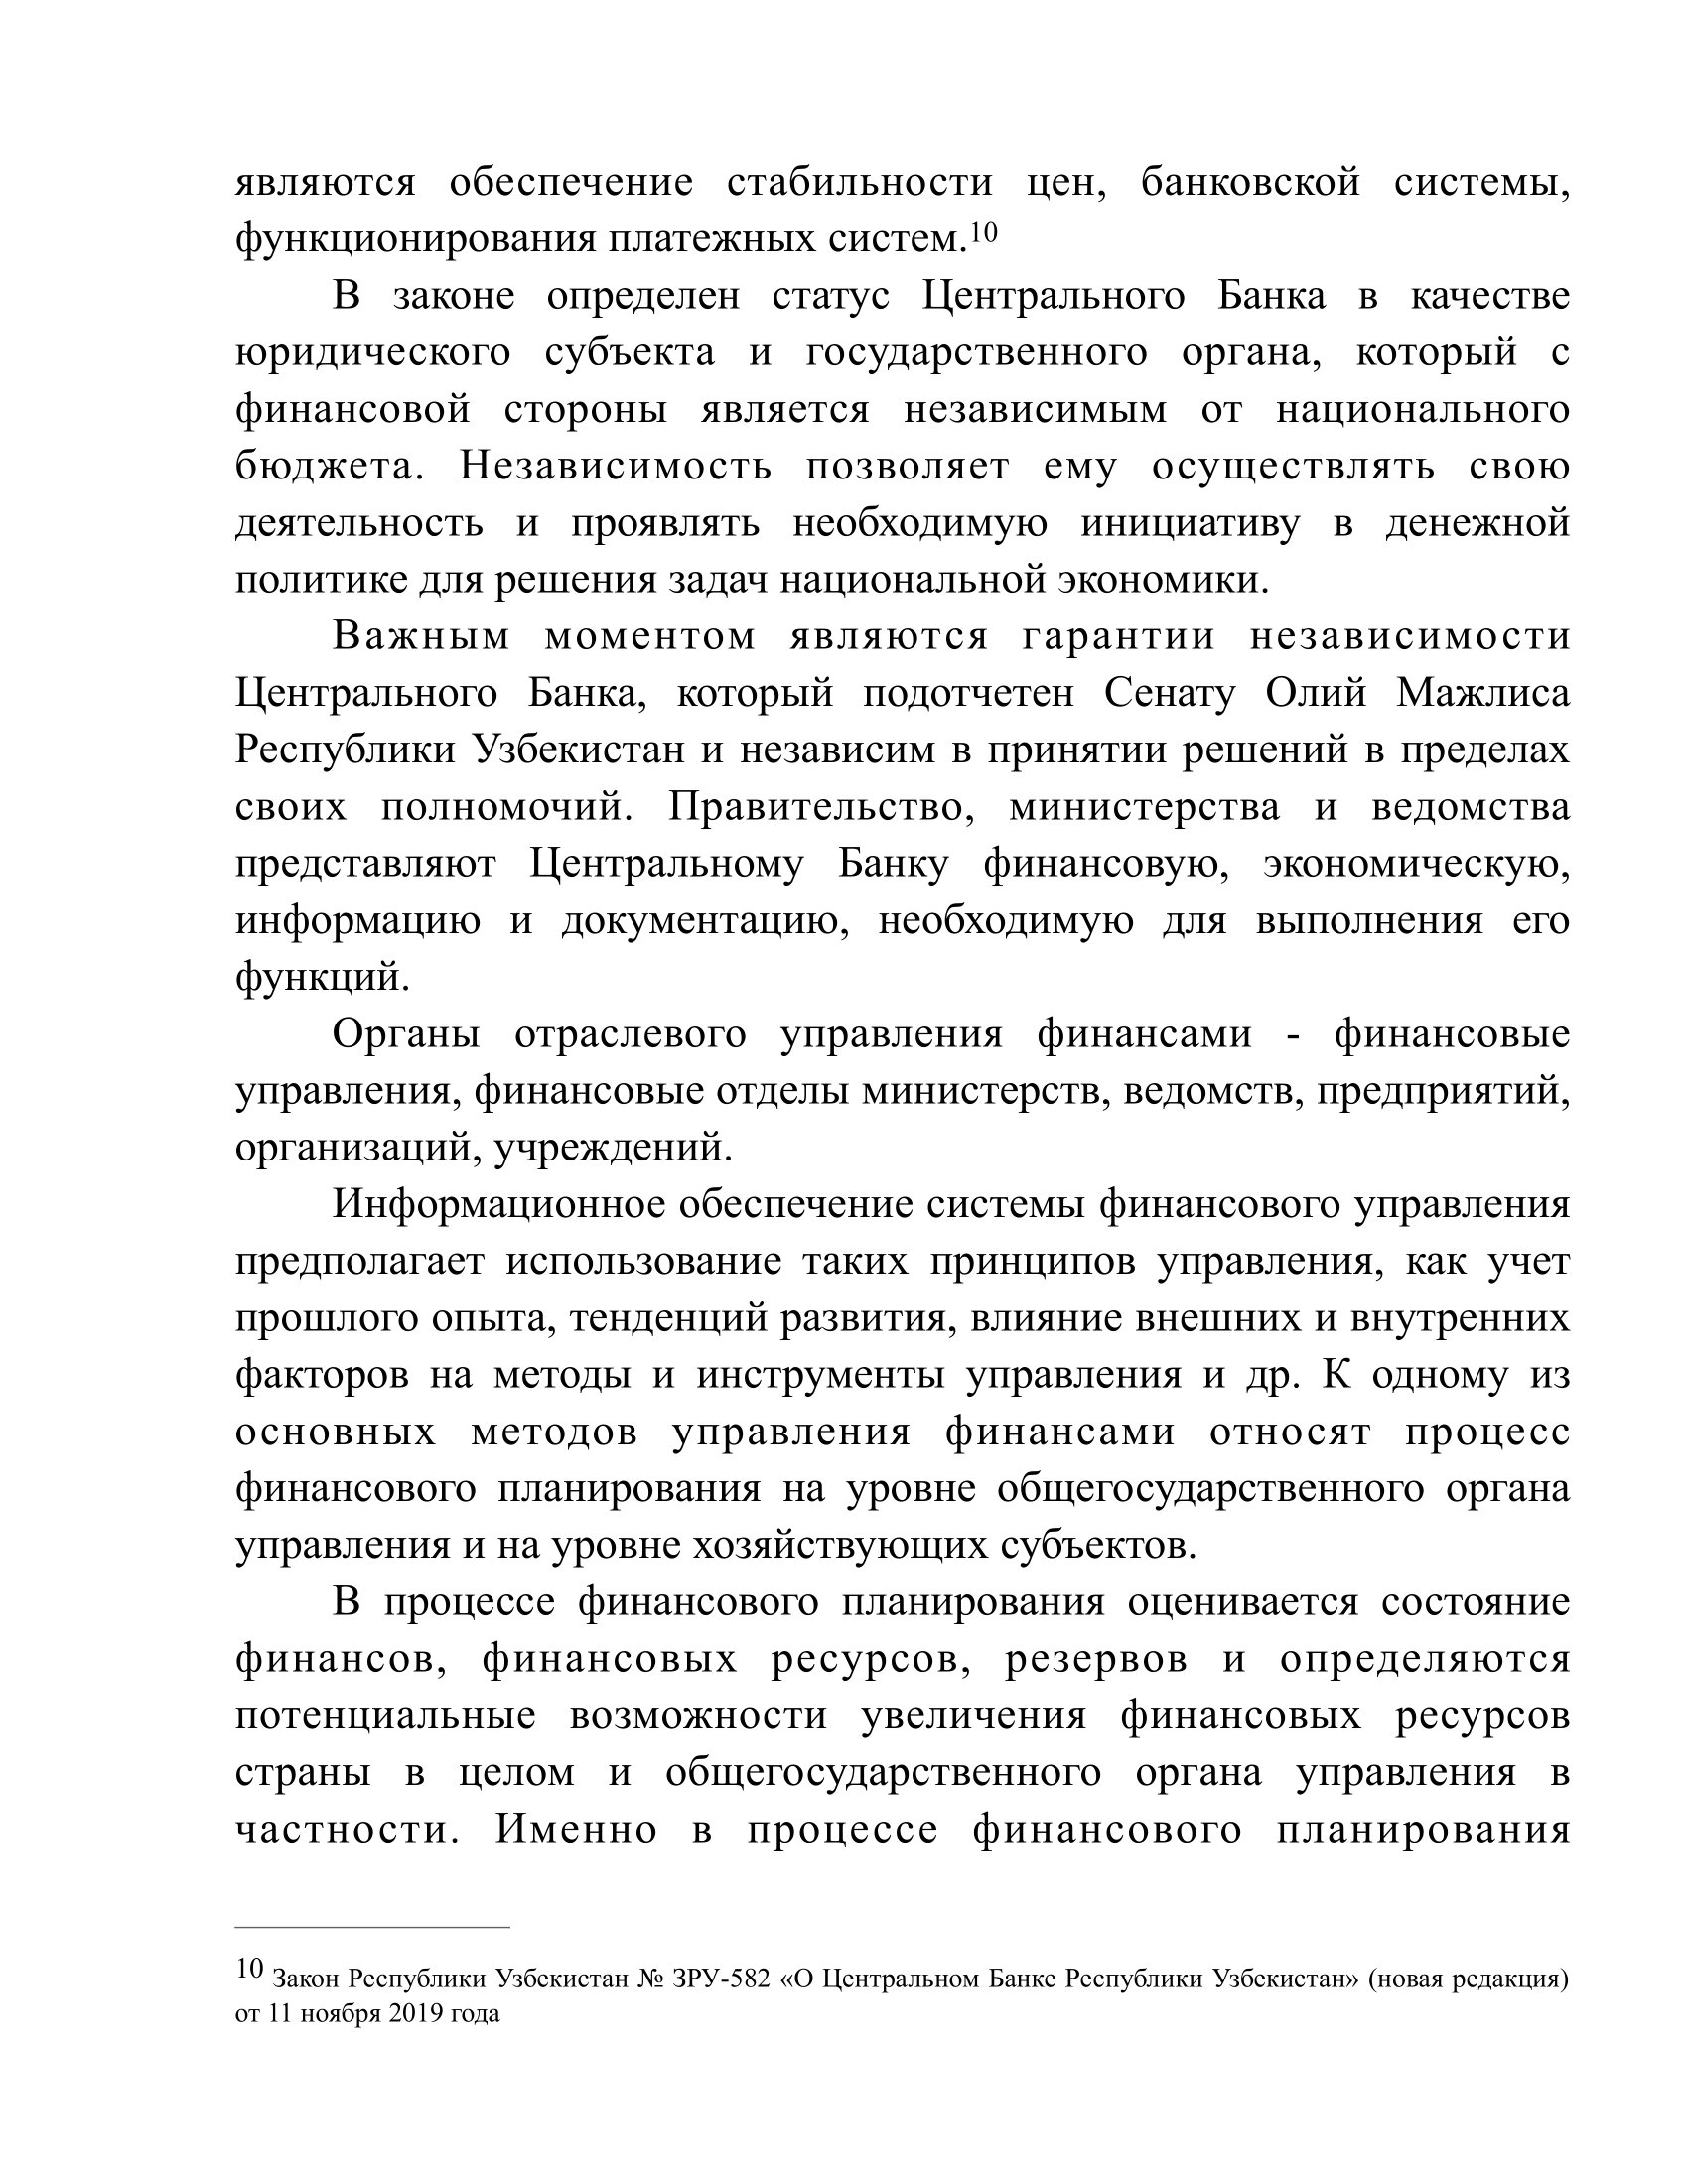 являются обеспечение стабильности цен, банковской системы,
функционирования платежных систем.10
В законе определен статус Центрального Банка в качестве
юридического субъекта и государственного органа, который с
финансовой стороны является независимым от национального
бюджета. Независимость позволяет ему осуществлять свою
деятельность и проявлять необходимую инициативу в денежной
политике для решения задач национальной экономики.
Важным моментом являются гарантии независимости
Центрального Банка, который подотчетен Сенату Олий Мажлиса
Республики Узбекистан и независим в принятии решений в пределах
своих полномочий. Правительство, министерства и ведомства
представляют Центральному Банку финансовую, экономическую,
информацию и документацию, необходимую для выполнения его
функций.
Органы отраслевого управления финансами - финансовые
управления, финансовые отделы министерств, ведомств, предприятий,
организаций, учреждений.
Информационное обеспечение системы финансового управления
предполагает использование таких принципов управления, как учет
прошлого опыта, тенденций развития, влияние внешних и внутренних
факторов на методы и инструменты управления и др. К одному из
основных методов управления финансами относят процесс
финансового планирования на уровне общегосударственного органа
управления и на уровне хозяйствующих субъектов.
В процессе финансового планирования оценивается состояние
финансов, финансовых ресурсов, резервов и определяются
потенциальные возможности увеличения финансовых ресурсов
страны в целом и общегосударственного органа управления в
частности. Именно в процессе финансового планирования
10 Закон Республики Узбекистан № ЗРУ-582 «О Центральном Банке Республики Узбекистан» (новая редакция)
от 11 ноября 2019 года